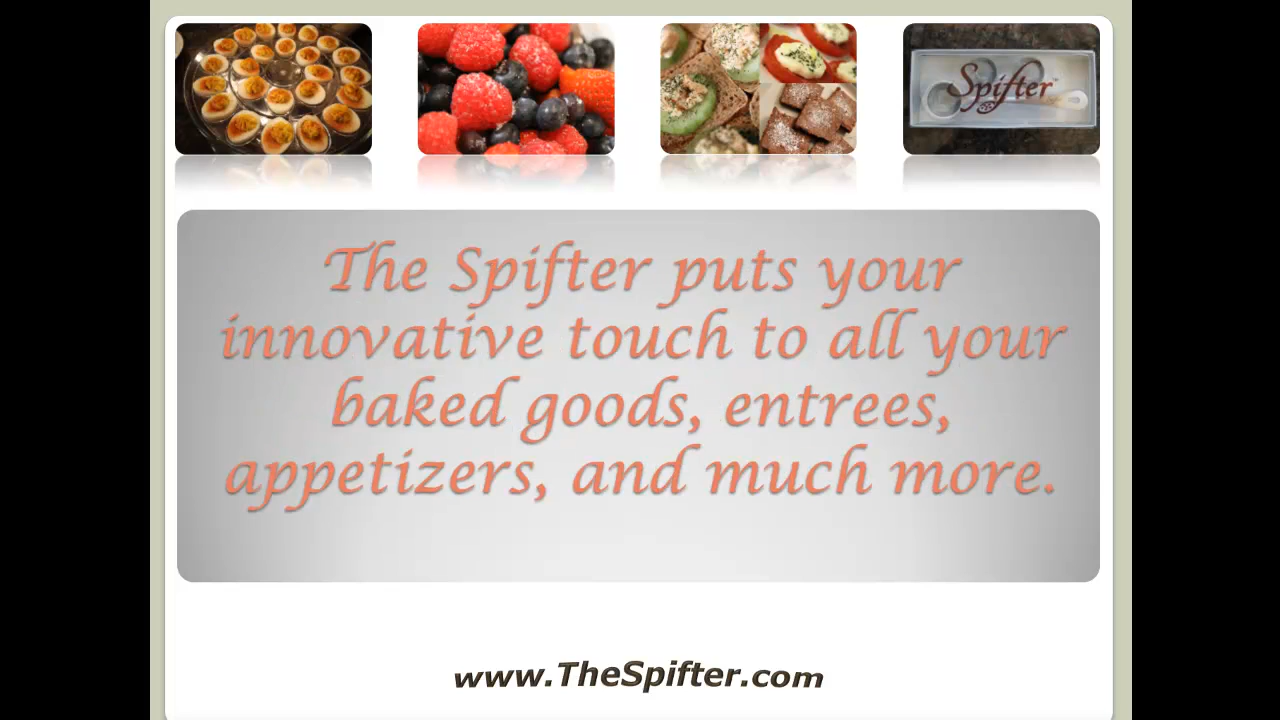 Spifter
The Spifter puts your
innovative touch to all your
baked goods, entrees,
appetizers, and much more.
www.TheSpifter.com